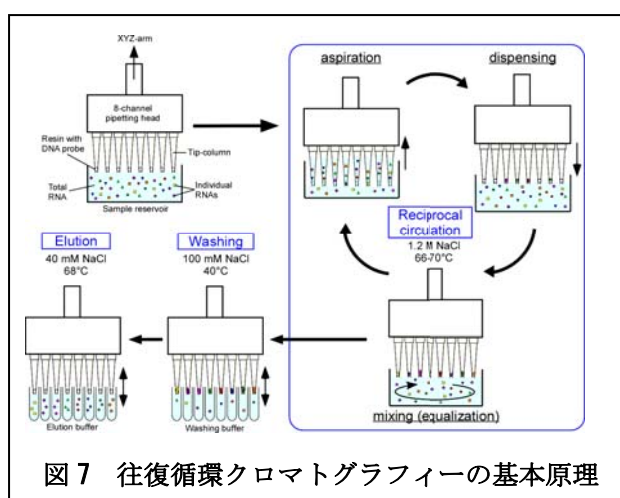 XYZ-arm
8-channel
pipetting head
Resin with
DNA probe
Tip-column
Total
RNA
Individual
RNAs
Sample reservoir
aspiration
dispensing
Reciprocal
circulation
1.2 M NaCl
66-70°C
mixing (equalization)
Washing
100 mM NaCl
40°C
Washing buffer
Elution
40 mM NaCl
68°C
Elution buffer
図 7 往復循環クロマトグラフィーの基本原理